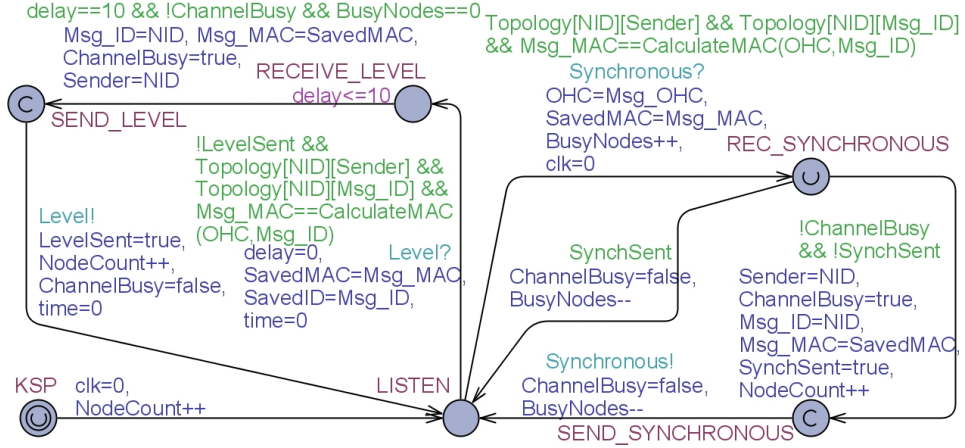 delay==10 && !ChannelBusy && BusyNodes==0
Msg_ID=NID, Msg_MAC=SavedMAC,
ChannelBusy=true,
Sender=NID
RECEIVE_LEVEL
delay<=10
SEND_LEVEL
!LevelSent &&
Topology[NID][Sender] &&
Topology[NID][Msg_ID] &&
Msg_MAC==CalculateMAC
(OHC,Msg_ID)
Level?
delay=0,
SavedMAC=Msg_MAC,
SavedID=Msg_ID,
time=0
Level!
LevelSent=true,
NodeCount++,
ChannelBusy=false,
time=0
KSP
clk=0,
NodeCount++
LISTEN
Topology[NID][Sender] && Topology[NID][Msg_ID]
&& Msg_MAC==CalculateMAC(OHC,Msg_ID)
Synchronous?
OHC=Msg_OHC,
SavedMAC=Msg_MAC,
BusyNodes++,
clk=0
REC_SYNCHRONOUS
SynchSent
ChannelBusy=false,
BusyNodes--
!ChannelBusy
&& !SynchSent
Sender=NID,
ChannelBusy=true,
Msg_ID=NID,
Msg_MAC=SavedMAC,
SynchSent=true,
NodeCount++
Synchronous!
ChannelBusy=false,
BusyNodes--
SEND_SYNCHRONOUS